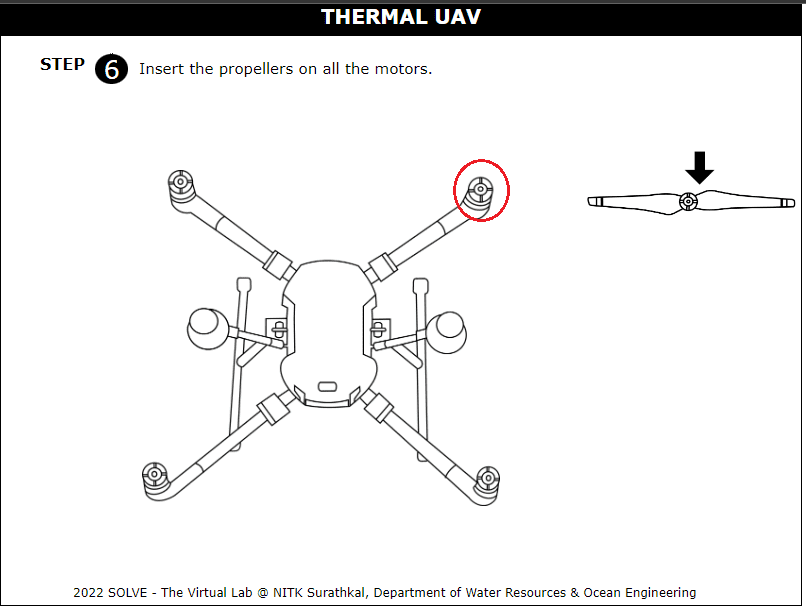 THERMAL UAV
STEP 6 Insert the propellers on all the motors.
2022 SOLVE - The Virtual Lab @ NITK Surathkal, Department of Water Resources & Ocean Engineering